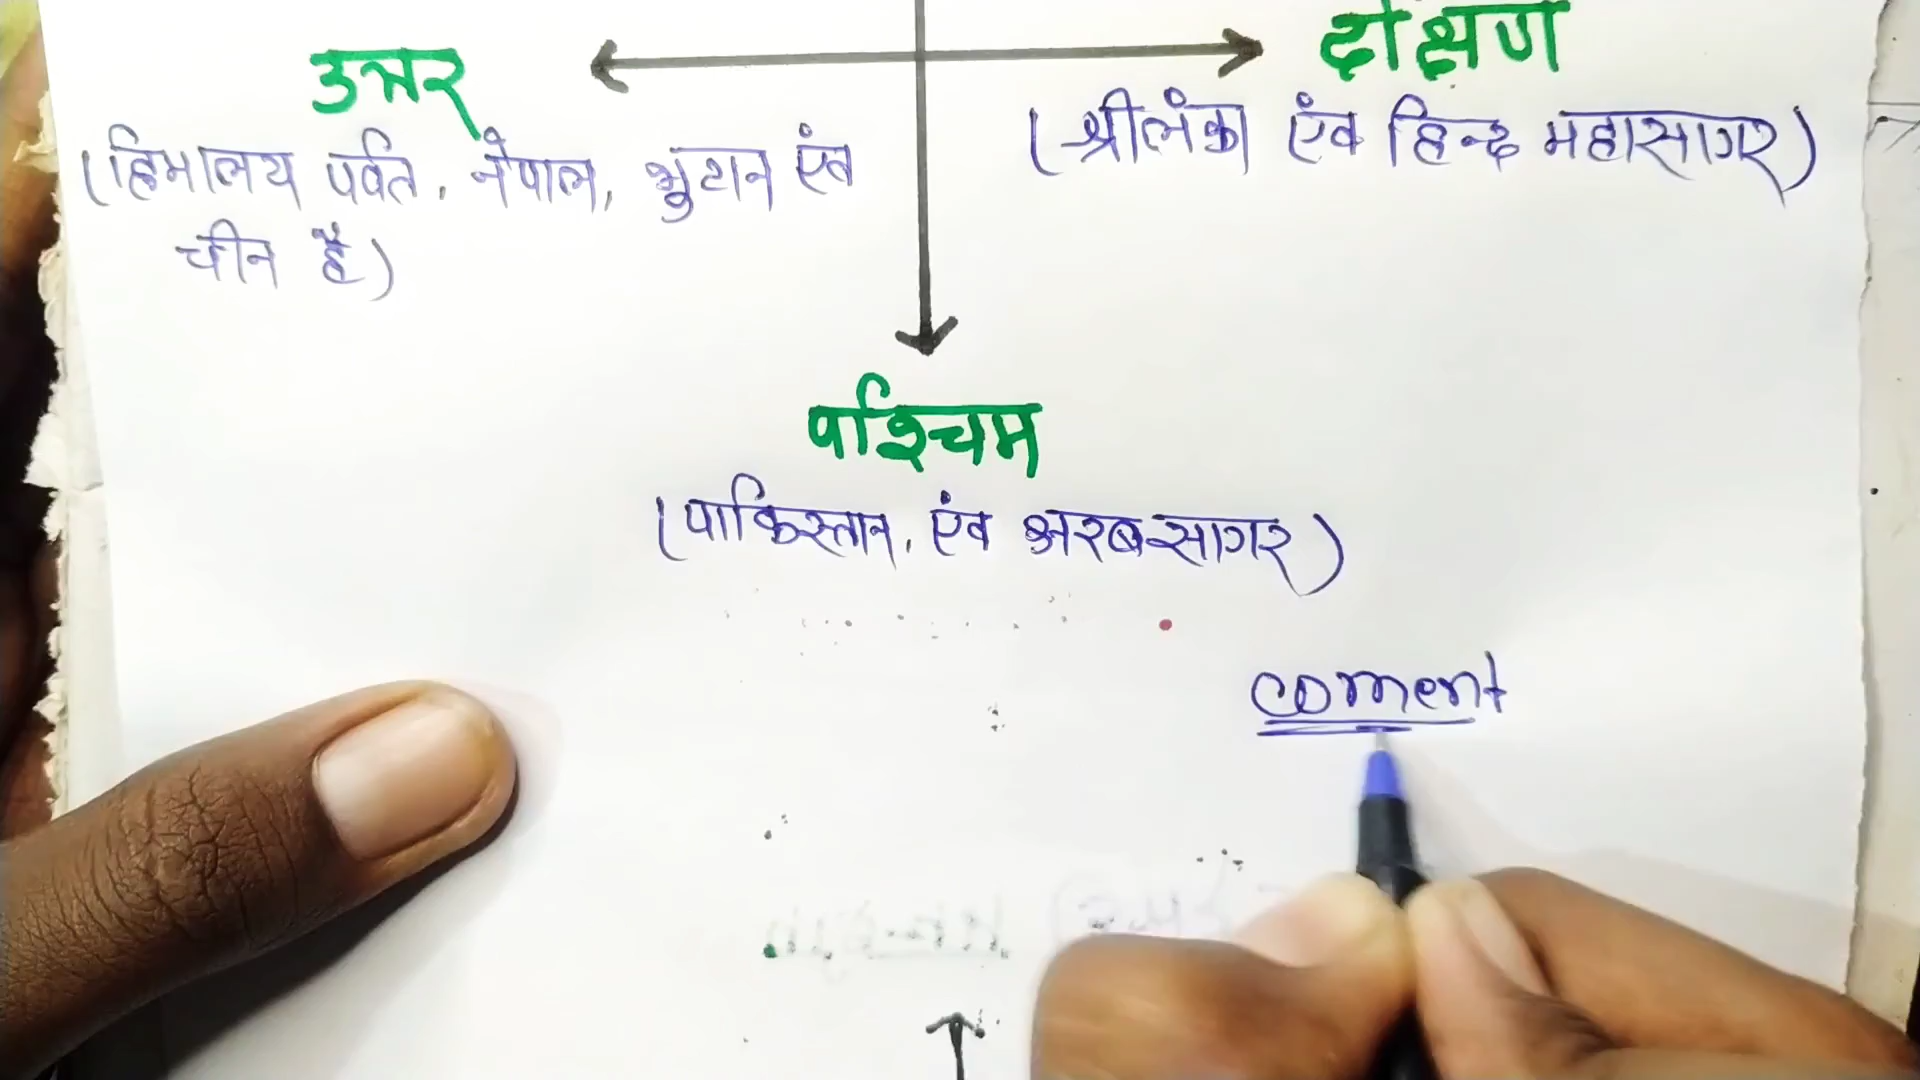 उत्तर
(हिमालय पर्वत, नेपाल, भुटान एंव
चीन है)
दक्षिण
(श्रीलंका एंव हिन्द महासागर)
पश्चिम
(पाकिस्तान, एंव अरबसागर)
coment